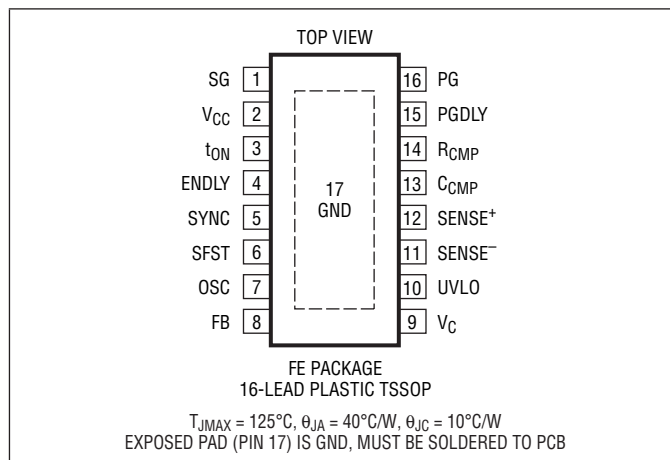 TOP VIEW
SG 1
VCC 2
tON 3
ENDLY 4
SYNC 5
SFST 6
OSC 7
FB 8
17
GND
16 PG
15 PGDLY
14 RCMP
13 CCMP
12 SENSE+
11 SENSE–
10 UVLO
9 VC
FE PACKAGE
16-LEAD PLASTIC TSSOP
TJMAX = 125°C, θJA = 40°C/W, θJC = 10°C/W
EXPOSED PAD (PIN 17) IS GND, MUST BE SOLDERED TO PCB